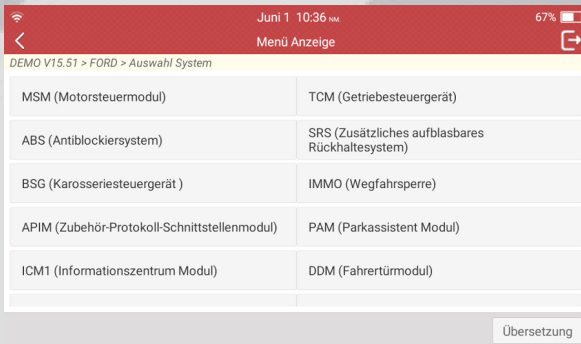 Juni 1 10:36 NM. 67%
Menü Anzeige
DEMO V15.51 > FORD > Auswahl System
MSM (Motorsteuermodul)
TCM (Getriebesteuergerät)
ABS (Antiblockiersystem)
SRS (Zusätzliches aufblasbares
Rückhaltesystem)
BSG (Karosseriesteuergerät )
IMMO (Wegfahrsperre)
APIM (Zubehör-Protokoll-Schnittstellenmodul)
PAM (Parkassistent Modul)
ICM1 (Informationszentrum Modul)
DDM (Fahrertürmodul)
Übersetzung